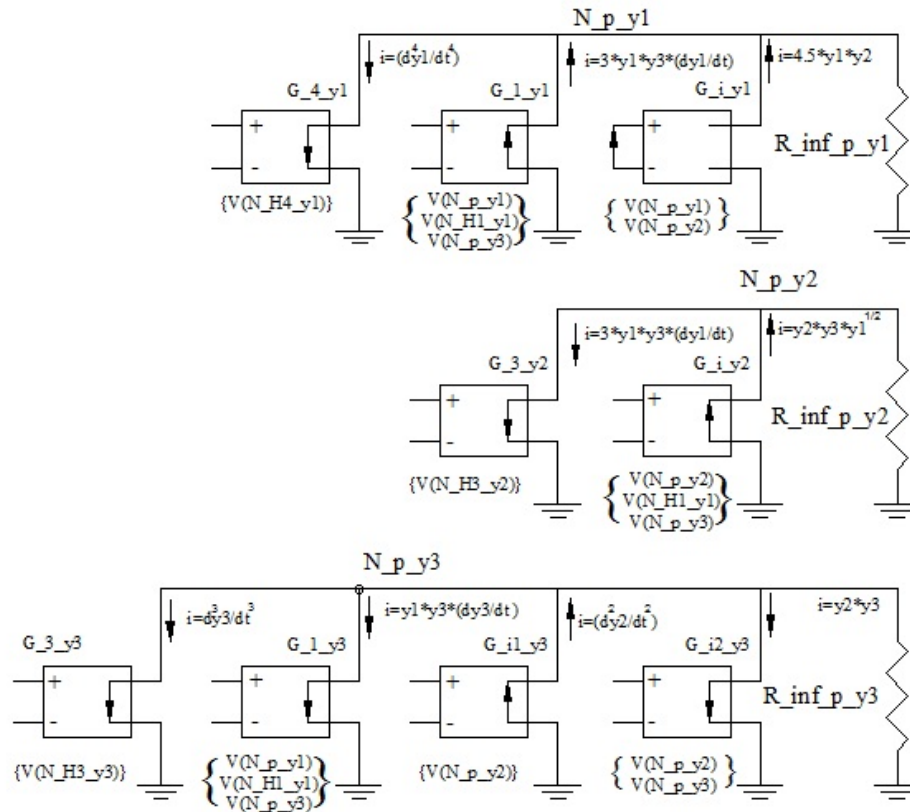 N_p_y1
i=(d⁴y1/dt⁴)
i=3*y1*y3*(dy1/dt)
i=4.5*y1*y2
G_4_y1
G_1_y1
G_i_y1
+
+
+
R_inf_p_y1
-
-
-
{V(N_H4_y1)}
{V(N_p_y1)
V(N_H1_y1)
V(N_p_y3)}
{V(N_p_y1)
V(N_p_y2)}
N_p_y2
i=3*y1*y3*(dy1/dt)
i=y2*y3*y1^1/2
G_3_y2
G_i_y2
+
+
R_inf_p_y2
-
-
{V(N_H3_y2)}
{V(N_p_y2)
V(N_H1_y1)
V(N_p_y3)}
N_p_y3
i=d³y3/dt³
i=y1*y3*(dy3/dt)
i=(d²y2/dt²)
i=y2*y3
G_3_y3
G_1_y3
G_i1_y3
G_i2_y3
+
+
+
+
R_inf_p_y3
-
-
-
-
{V(N_H3_y3)}
{V(N_p_y1)
V(N_H1_y1)
V(N_p_y3)}
{V(N_p_y2)}
{V(N_p_y2)
V(N_p_y3)}